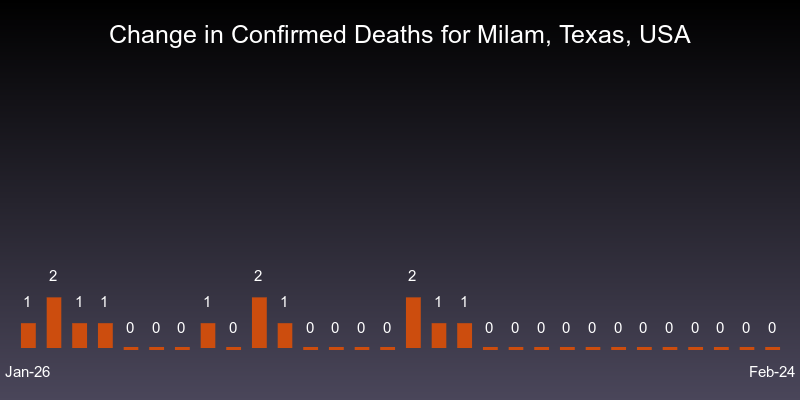 Change in Confirmed Deaths for Milam, Texas, USA
1 2 1 1 0 0 0 1 0 2 1 0 0 0 0 2 1 1 0 0 0 0 0 0 0 0 0 0 0 0
Jan-26 Feb-24